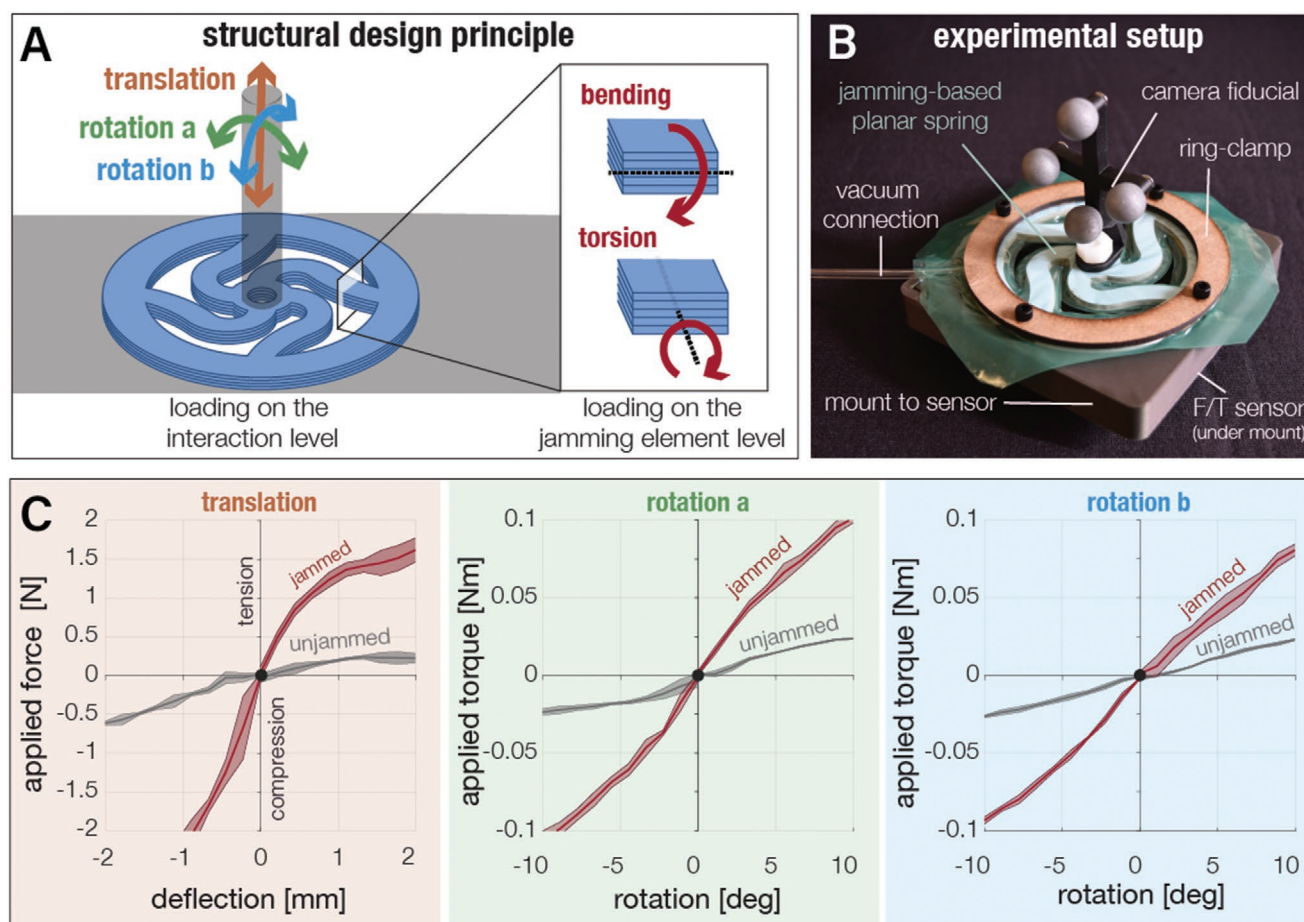 A
structural design principle
translation
rotation a
rotation b
bending
torsion
loading on the
interaction level
loading on the
jamming element level
B
experimental setup
jamming-based
planar spring
camera fiducial
ring-clamp
vacuum
connection
mount to sensor
F/T sensor
(under mount)
C
translation
applied force [N]
2
1.5
1
0.5
0
-0.5
-1
-1.5
-2
-2
-1
0
1
2
deflection [mm]
tension
compression
jammed
unjammed
rotation a
applied torque [Nm]
0.1
0.05
0
-0.05
-0.1
-10
-5
0
5
10
rotation [deg]
jammed
unjammed
rotation b
applied torque [Nm]
0.1
0.05
0
-0.05
-0.1
-10
-5
0
5
10
rotation [deg]
jammed
unjammed